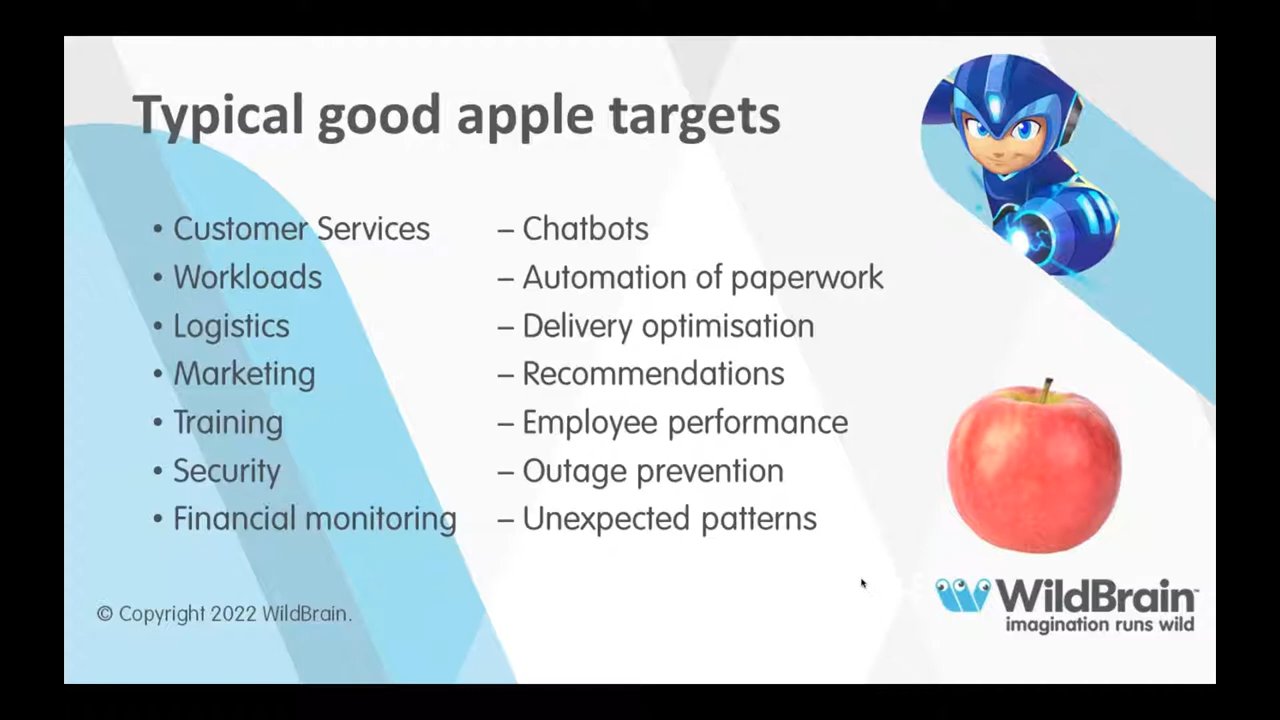 Typical good apple targets
• Customer Services – Chatbots
• Workloads – Automation of paperwork
• Logistics – Delivery optimisation
• Marketing – Recommendations
• Training – Employee performance
• Security – Outage prevention
• Financial monitoring – Unexpected patterns
© Copyright 2022 WildBrain.
WildBrain™
imagination runs wild